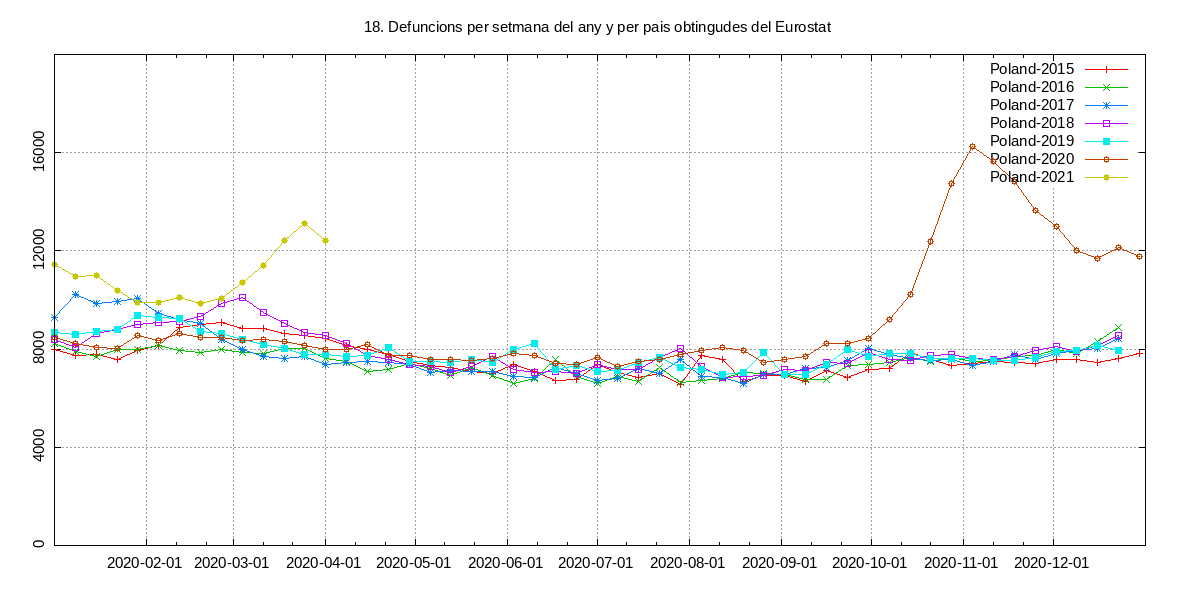 18. Defuncions per setmana del any y per pais obtingudes del Eurostat
Poland-2015
Poland-2016
Poland-2017
Poland-2018
Poland-2019
Poland-2020
Poland-2021
16000
12000
8000
4000
0
2020-02-01 2020-03-01 2020-04-01 2020-05-01 2020-06-01 2020-07-01 2020-08-01 2020-09-01 2020-10-01 2020-11-01 2020-12-01